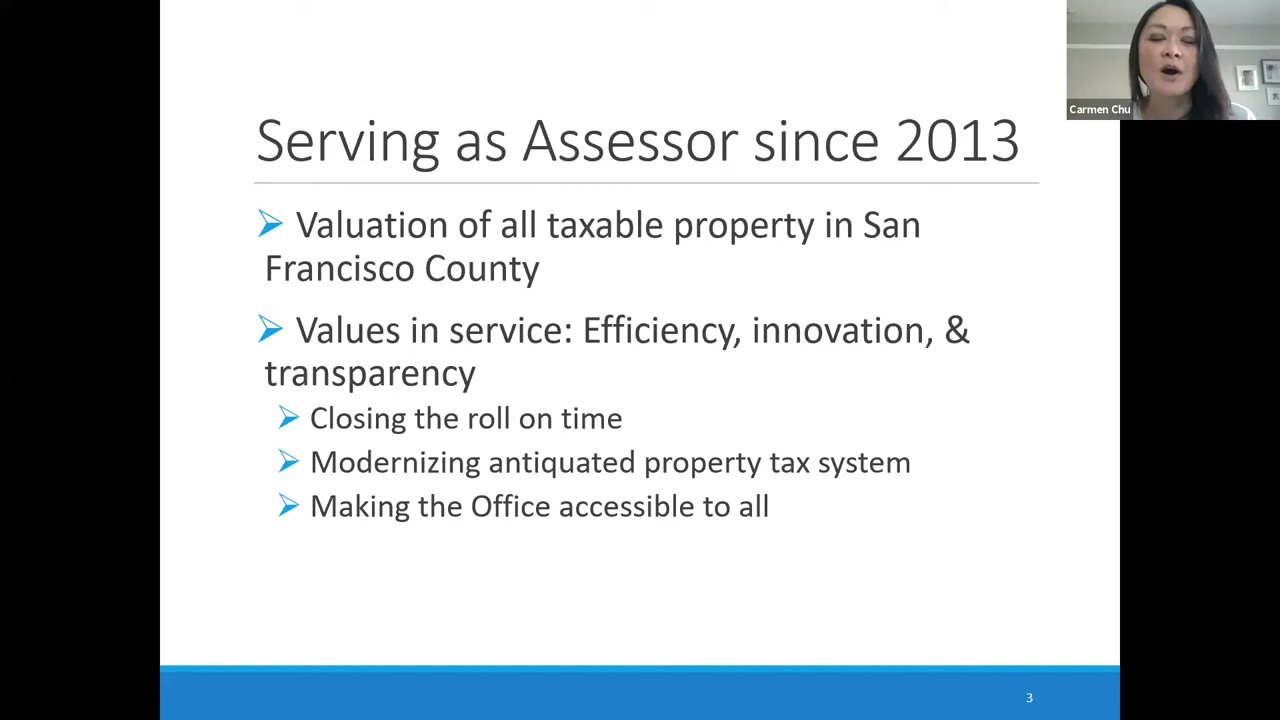 Carmen Chu
Serving as Assessor since 2013
Valuation of all taxable property in San
Francisco County
Values in service: Efficiency, innovation, &
transparency
Closing the roll on time
Modernizing antiquated property tax system
Making the Office accessible to all
3